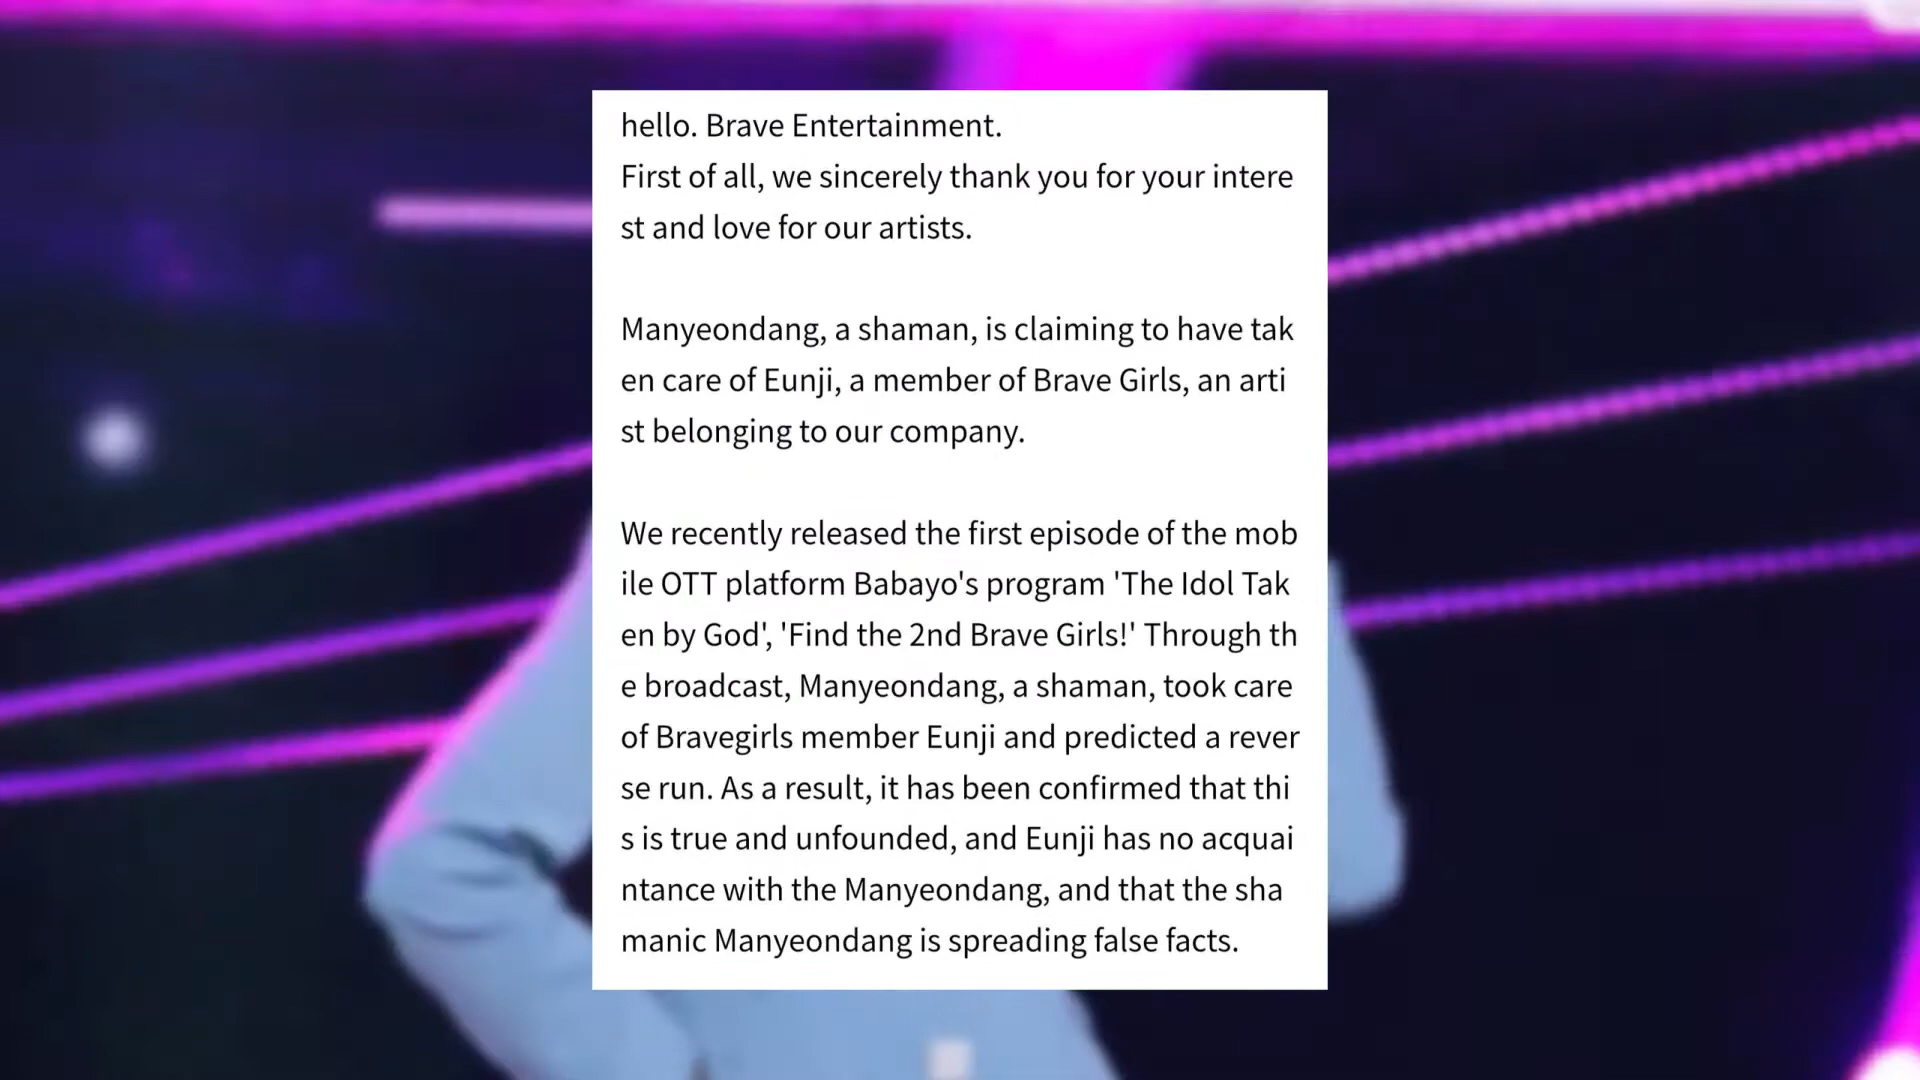 hello. Brave Entertainment.
First of all, we sincerely thank you for your intere
st and love for our artists.
Manyeondang, a shaman, is claiming to have tak
en care of Eunji, a member of Brave Girls, an arti
st belonging to our company.
We recently released the first episode of the mob
ile OTT platform Babayo's program 'The Idol Tak
en by God', 'Find the 2nd Brave Girls!' Through th
e broadcast, Manyeondang, a shaman, took care
of Bravegirls member Eunji and predicted a rever
se run. As a result, it has been confirmed that thi
s is true and unfounded, and Eunji has no acquai
ntance with the Manyeondang, and that the sha
manic Manyeondang is spreading false facts.